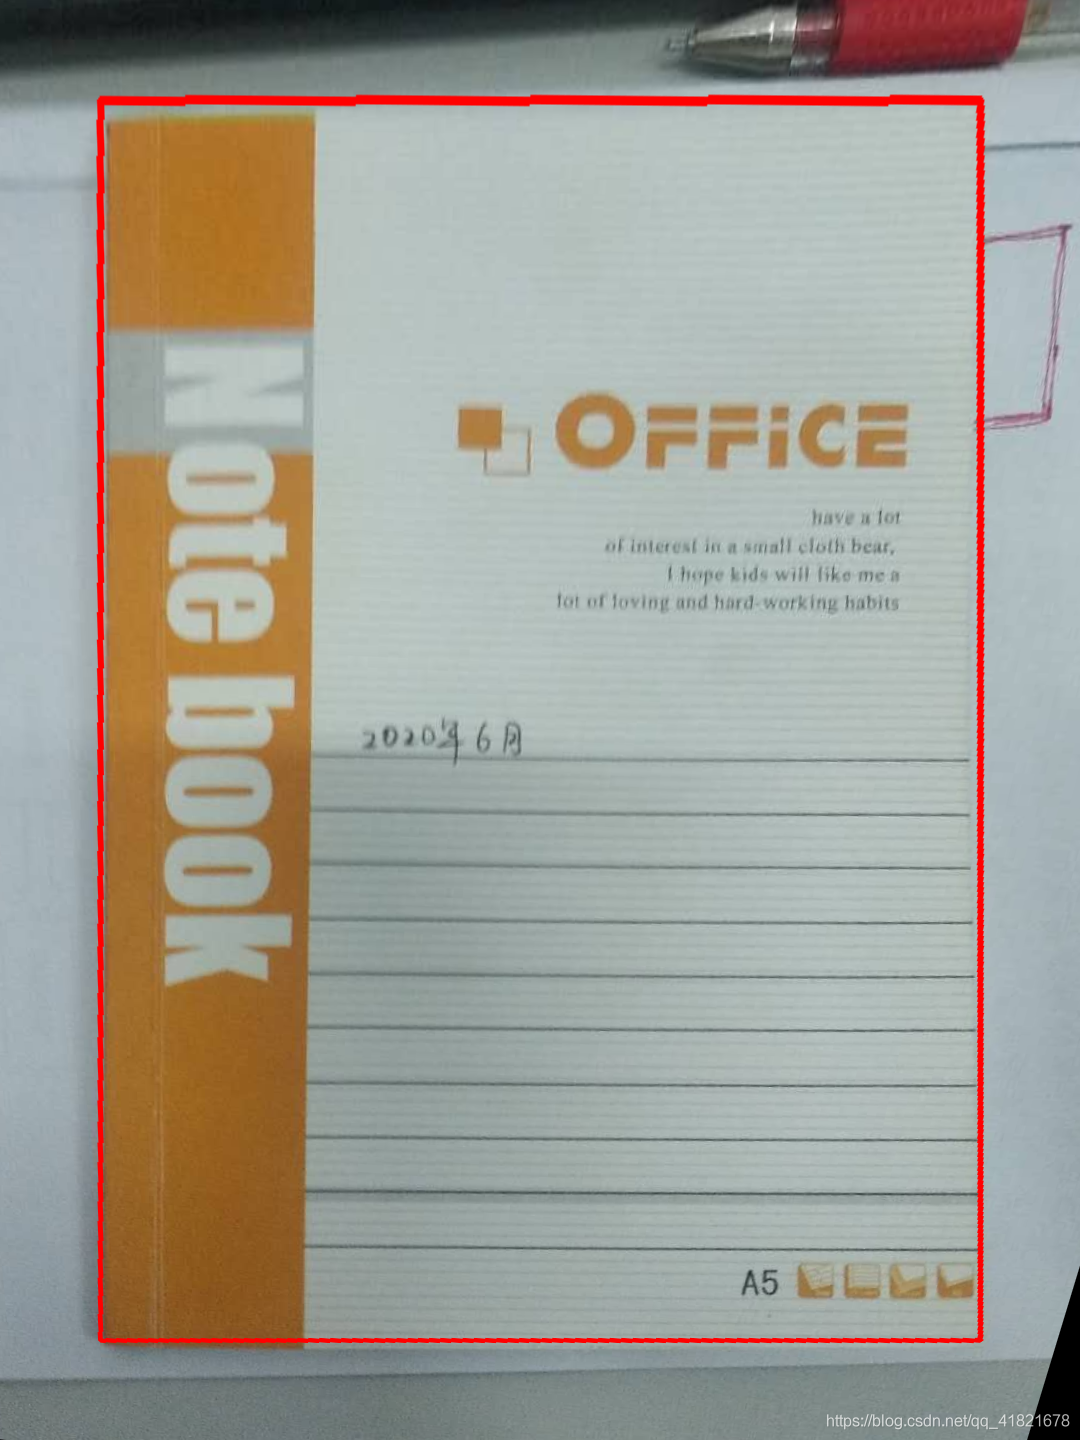 Note book
OFFiCE
have a lot
of interest in a small cloth bear,
I hope kids will like me a
lot of loving and hard-working habits
2020年6月
A5
https://blog.csdn.net/qq_41821678